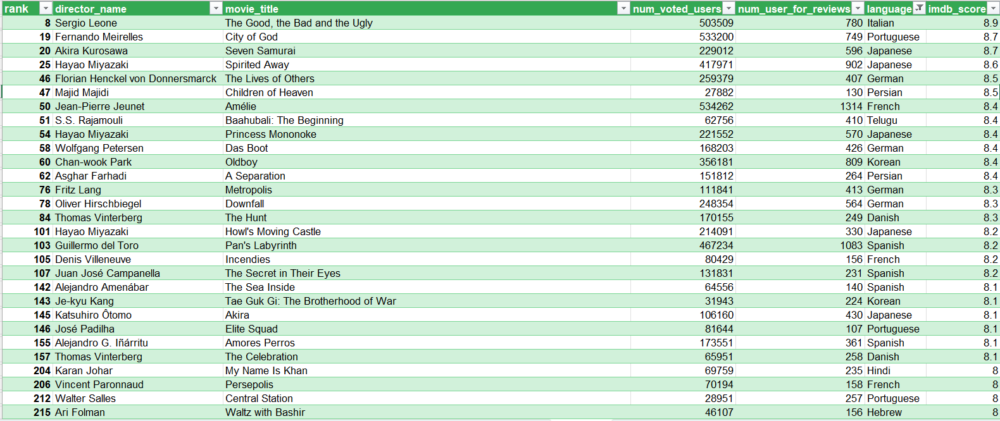 rank director_name movie_title num_voted_users num_user_for_reviews language imdb_score
8 Sergio Leone The Good, the Bad and the Ugly 503509 780 Italian 8.9
19 Fernando Meirelles City of God 533200 749 Portuguese 8.7
20 Akira Kurosawa Seven Samurai 229012 596 Japanese 8.7
25 Hayao Miyazaki Spirited Away 417971 902 Japanese 8.6
46 Florian Henckel von Donnersmarck The Lives of Others 259379 407 German 8.5
47 Majid Majidi Children of Heaven 27882 130 Persian 8.5
50 Jean-Pierre Jeunet Amélie 534262 1314 French 8.4
51 S.S. Rajamouli Baahubali: The Beginning 62756 410 Telugu 8.4
54 Hayao Miyazaki Princess Mononoke 221552 570 Japanese 8.4
58 Wolfgang Petersen Das Boot 168203 426 German 8.4
60 Chan-wook Park Oldboy 356181 809 Korean 8.4
62 Asghar Farhadi A Separation 151812 264 Persian 8.4
76 Fritz Lang Metropolis 111841 413 German 8.3
78 Oliver Hirschbiegel Downfall 248354 564 German 8.3
84 Thomas Vinterberg The Hunt 170155 249 Danish 8.3
101 Hayao Miyazaki Howl's Moving Castle 214091 330 Japanese 8.2
103 Guillermo del Toro Pan's Labyrinth 467234 1083 Spanish 8.2
105 Denis Villeneuve Incendies 80429 156 French 8.2
107 Juan José Campanella The Secret in Their Eyes 131831 231 Spanish 8.2
142 Alejandro Amenábar The Sea Inside 64556 140 Spanish 8.1
143 Je-kyu Kang Tae Guk Gi: The Brotherhood of War 31943 224 Korean 8.1
145 Katsuhiro Ôtomo Akira 106160 430 Japanese 8.1
146 José Padilha Elite Squad 81644 107 Portuguese 8.1
155 Alejandro G. Iñárritu Amores Perros 173551 361 Spanish 8.1
157 Thomas Vinterberg The Celebration 65951 258 Danish 8.1
204 Karan Johar My Name Is Khan 69759 235 Hindi 8
206 Vincent Paronnaud Persepolis 70194 158 French 8
212 Walter Salles Central Station 28951 257 Portuguese 8
215 Ari Folman Waltz with Bashir 46107 156 Hebrew 8